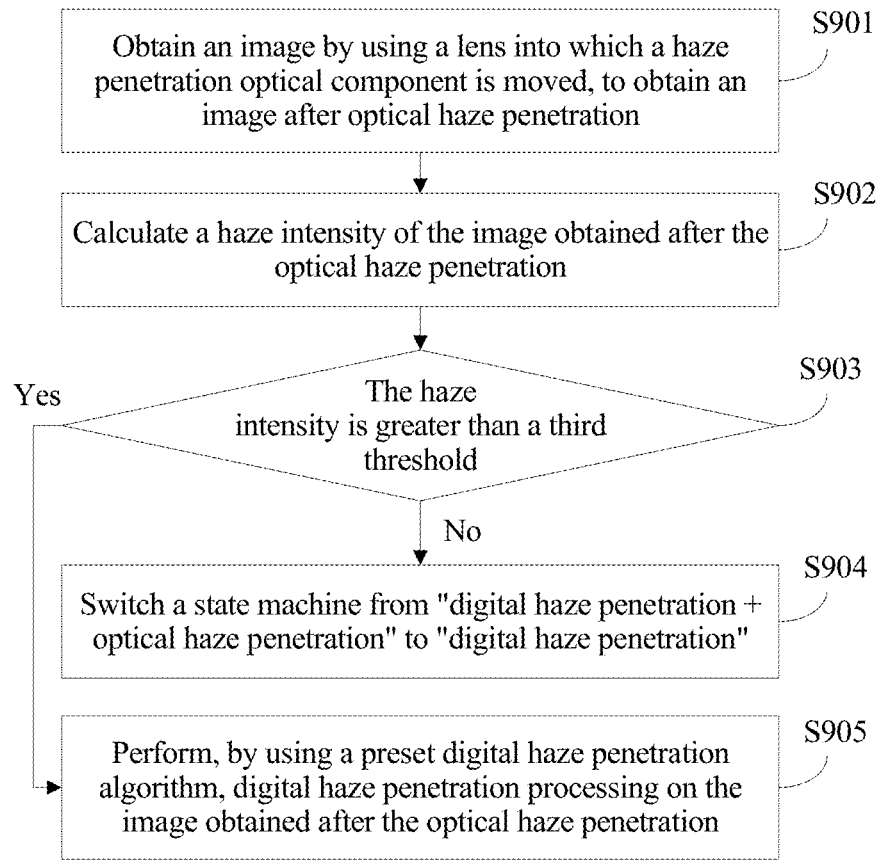 S901
Obtain an image by using a lens into which a haze
penetration optical component is moved, to obtain an
image after optical haze penetration
S902
Calculate a haze intensity of the image obtained after the
optical haze penetration
S903
Yes
The haze
intensity is greater than a third
threshold
No
S904
Switch a state machine from "digital haze penetration +
optical haze penetration" to "digital haze penetration"
S905
Perform, by using a preset digital haze penetration
algorithm, digital haze penetration processing on the
image obtained after the optical haze penetration